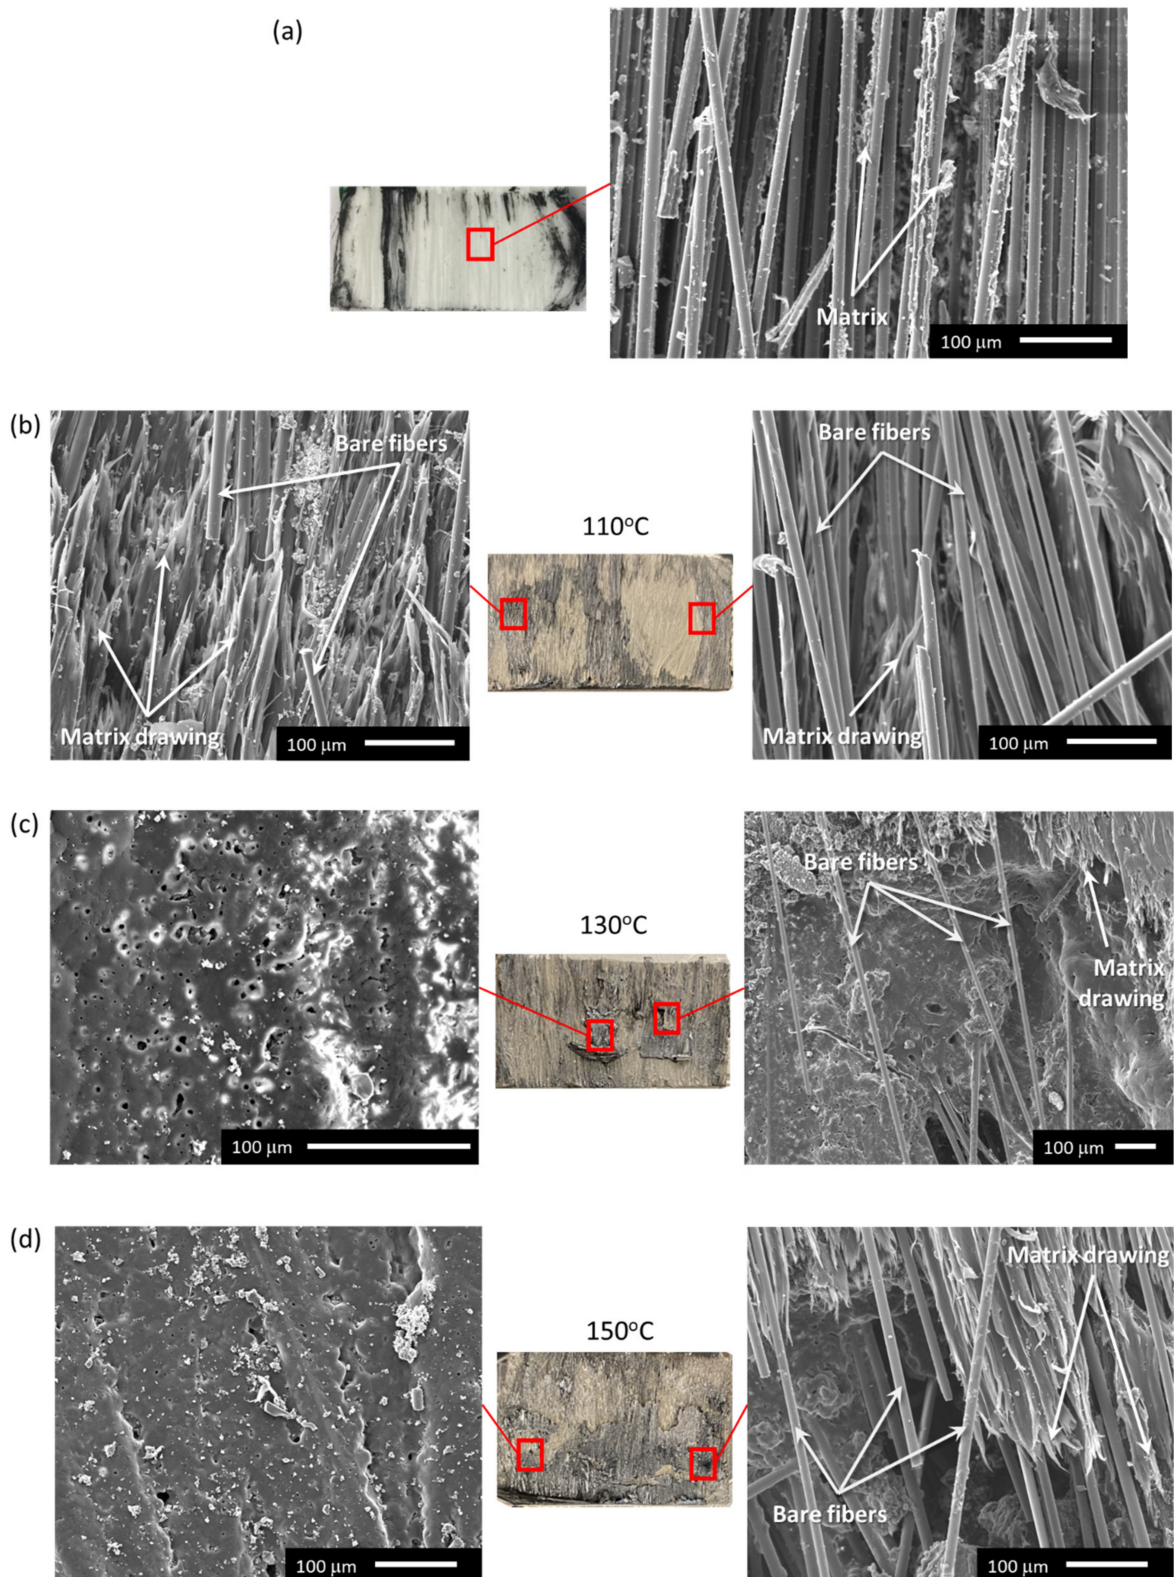 (a)
Matrix
100 μm
(b)
Bare fibers
Matrix drawing
100 μm
110°C
Bare fibers
Matrix drawing
100 μm
(c)
100 μm
130°C
Bare fibers
Matrix
drawing
100 μm
(d)
100 μm
150°C
Matrix drawing
Bare fibers
100 μm